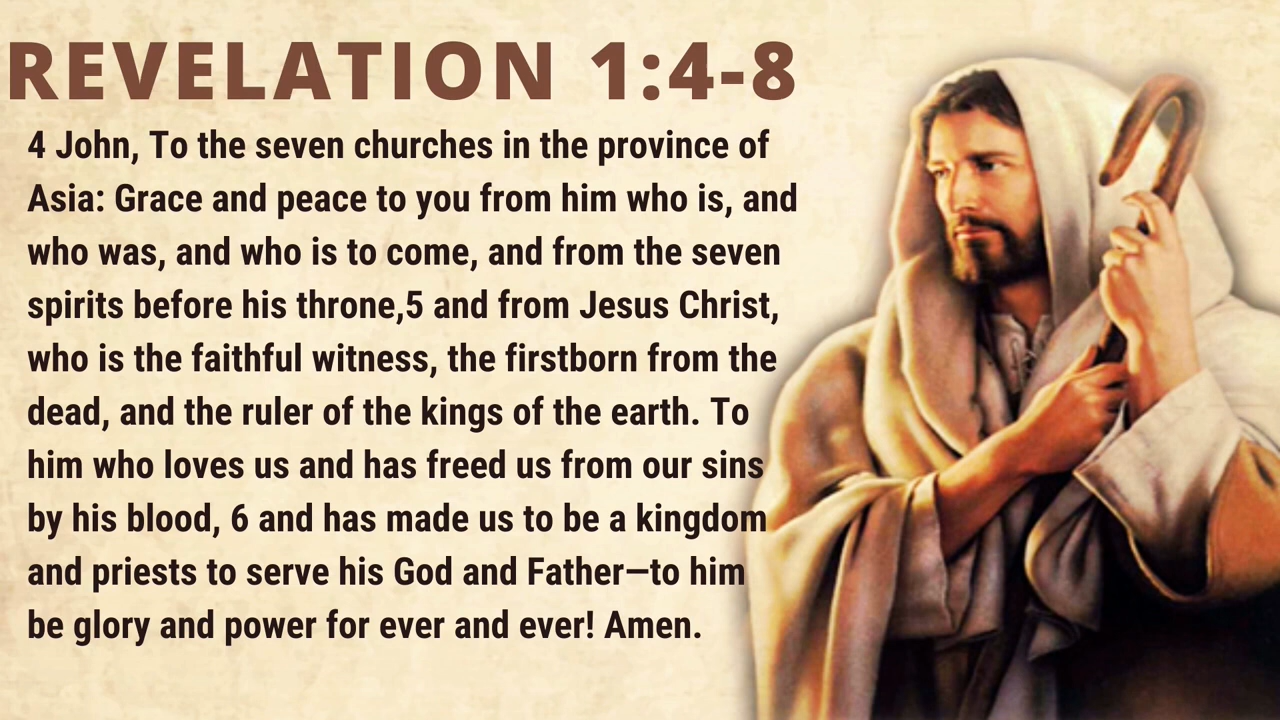 REVELATION 1:4-8
4 John, To the seven churches in the province of
Asia: Grace and peace to you from him who is, and
who was, and who is to come, and from the seven
spirits before his throne,5 and from Jesus Christ,
who is the faithful witness, the firstborn from the
dead, and the ruler of the kings of the earth. To
him who loves us and has freed us from our sins
by his blood, 6 and has made us to be a kingdom
and priests to serve his God and Father—to him
be glory and power for ever and ever! Amen.